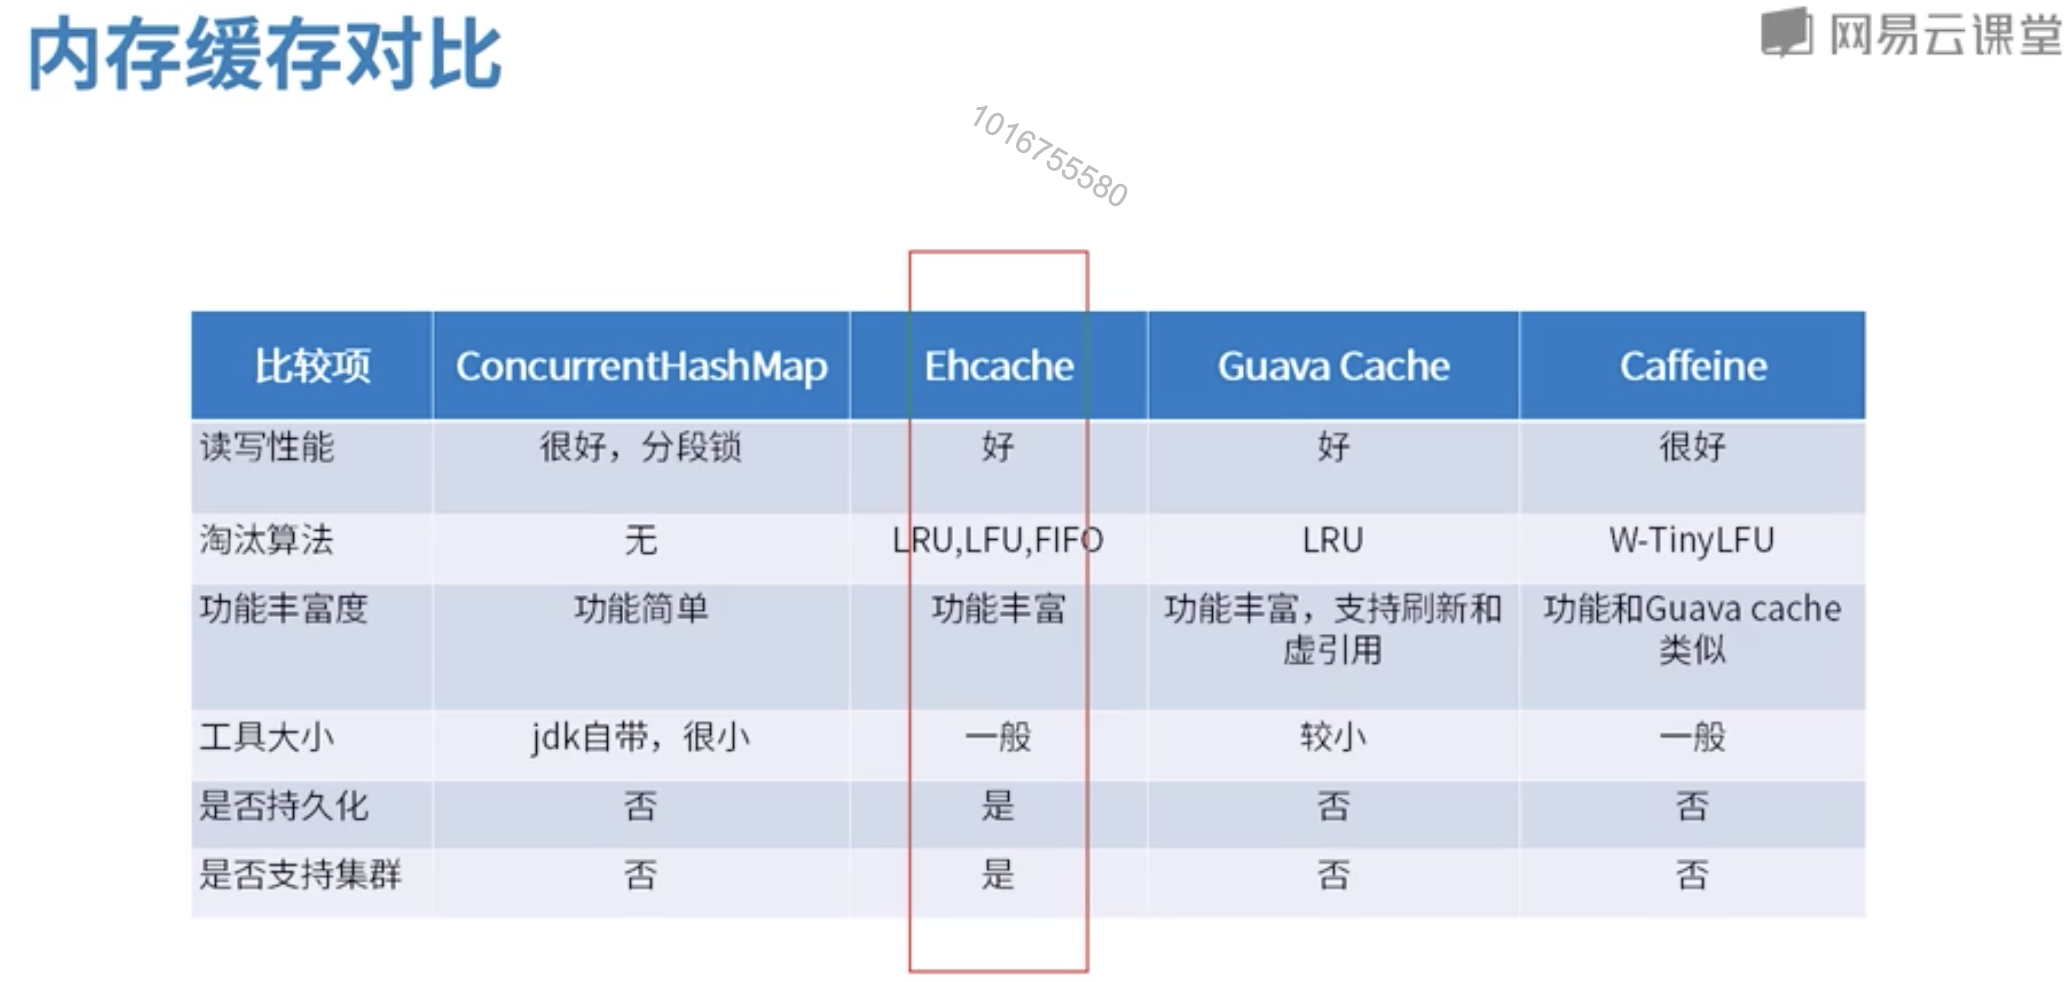 内存缓存对比
网易云课堂
1016755580
比较项 ConcurrentHashMap Ehcache Guava Cache Caffeine
读写性能 很好，分段锁 好 好 很好
淘汰算法 无 LRU,LFU,FIFO LRU W-TinyLFU
功能丰富度 功能简单 功能丰富 功能丰富，支持刷新和 功能和Guava cache
虚引用 类似
工具大小 jdk自带，很小 一般 较小 一般
是否持久化 否 是 否 否
是否支持集群 否 是 否 否